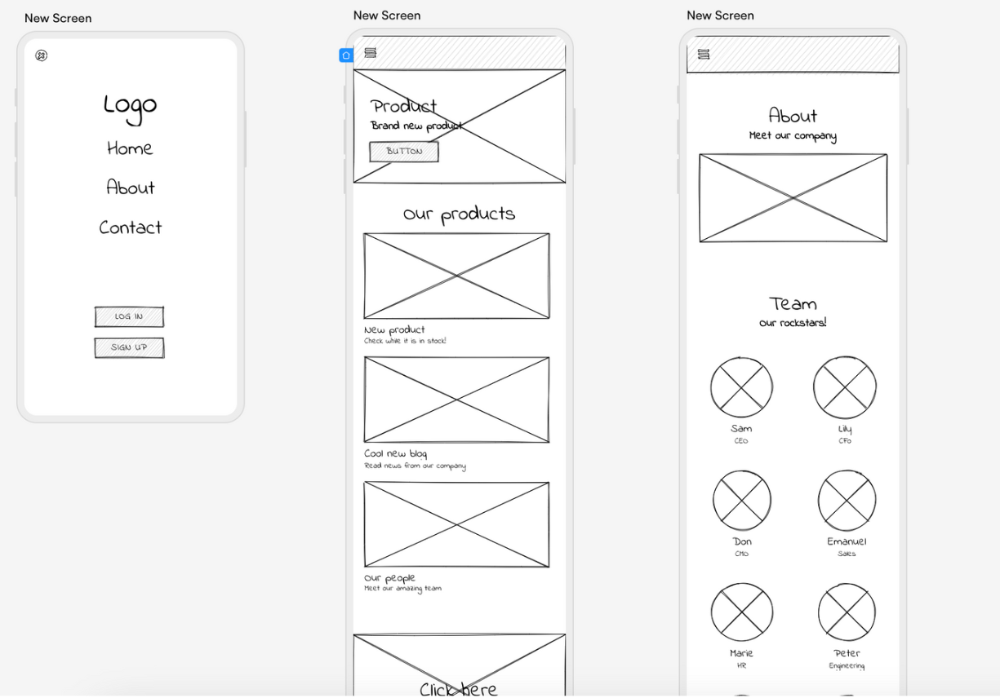 New Screen
Logo
Home
About
Contact
LOG IN
SIGN UP
New Screen
Product
Brand new product
BUTTON
Our products
New product
Check while it is in stock!
Cool new blog
Read news from our company
Our people
Meet our amazing team
Click here
New Screen
About
Meet our company
Team
Our rockstars!
Sam
CEO
Lily
CFO
Don
CMO
Emanuel
Sales
Marie
HR
Peter
Engineering